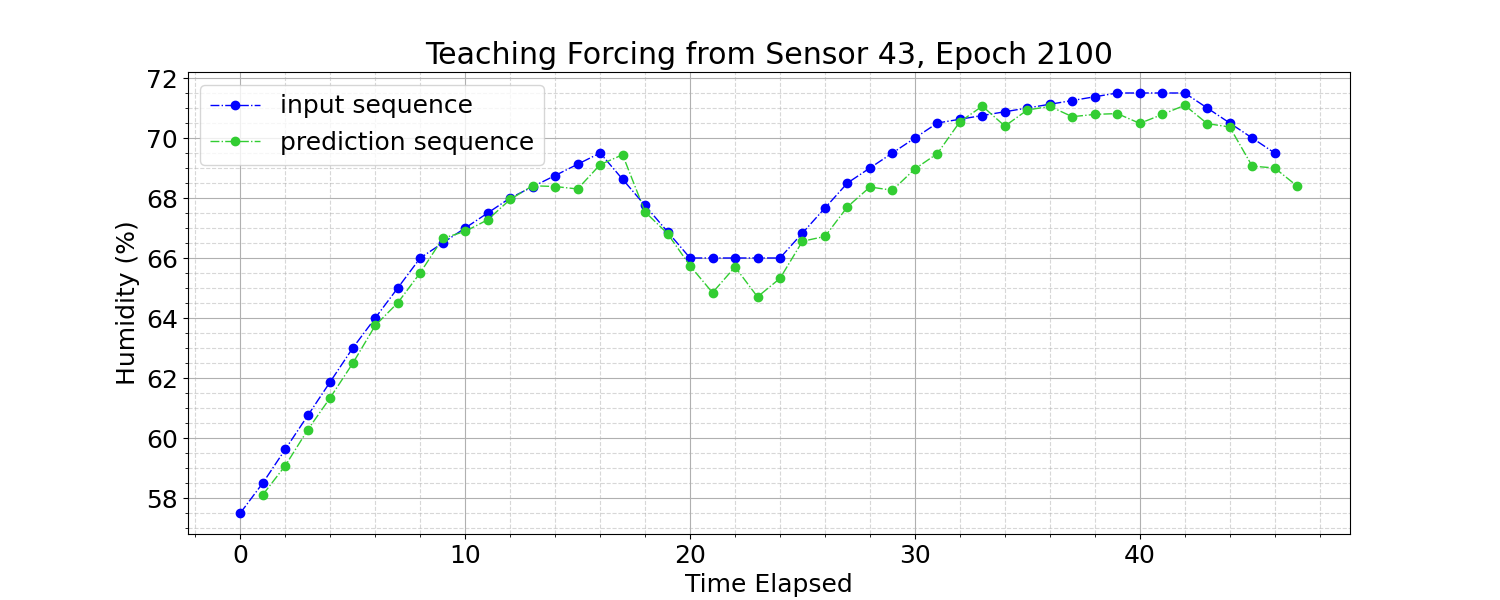 Teaching Forcing from Sensor 43, Epoch 2100
input sequence
prediction sequence
Humidity (%)
72
70
68
66
64
62
60
58
0 10 20 30 40
Time Elapsed